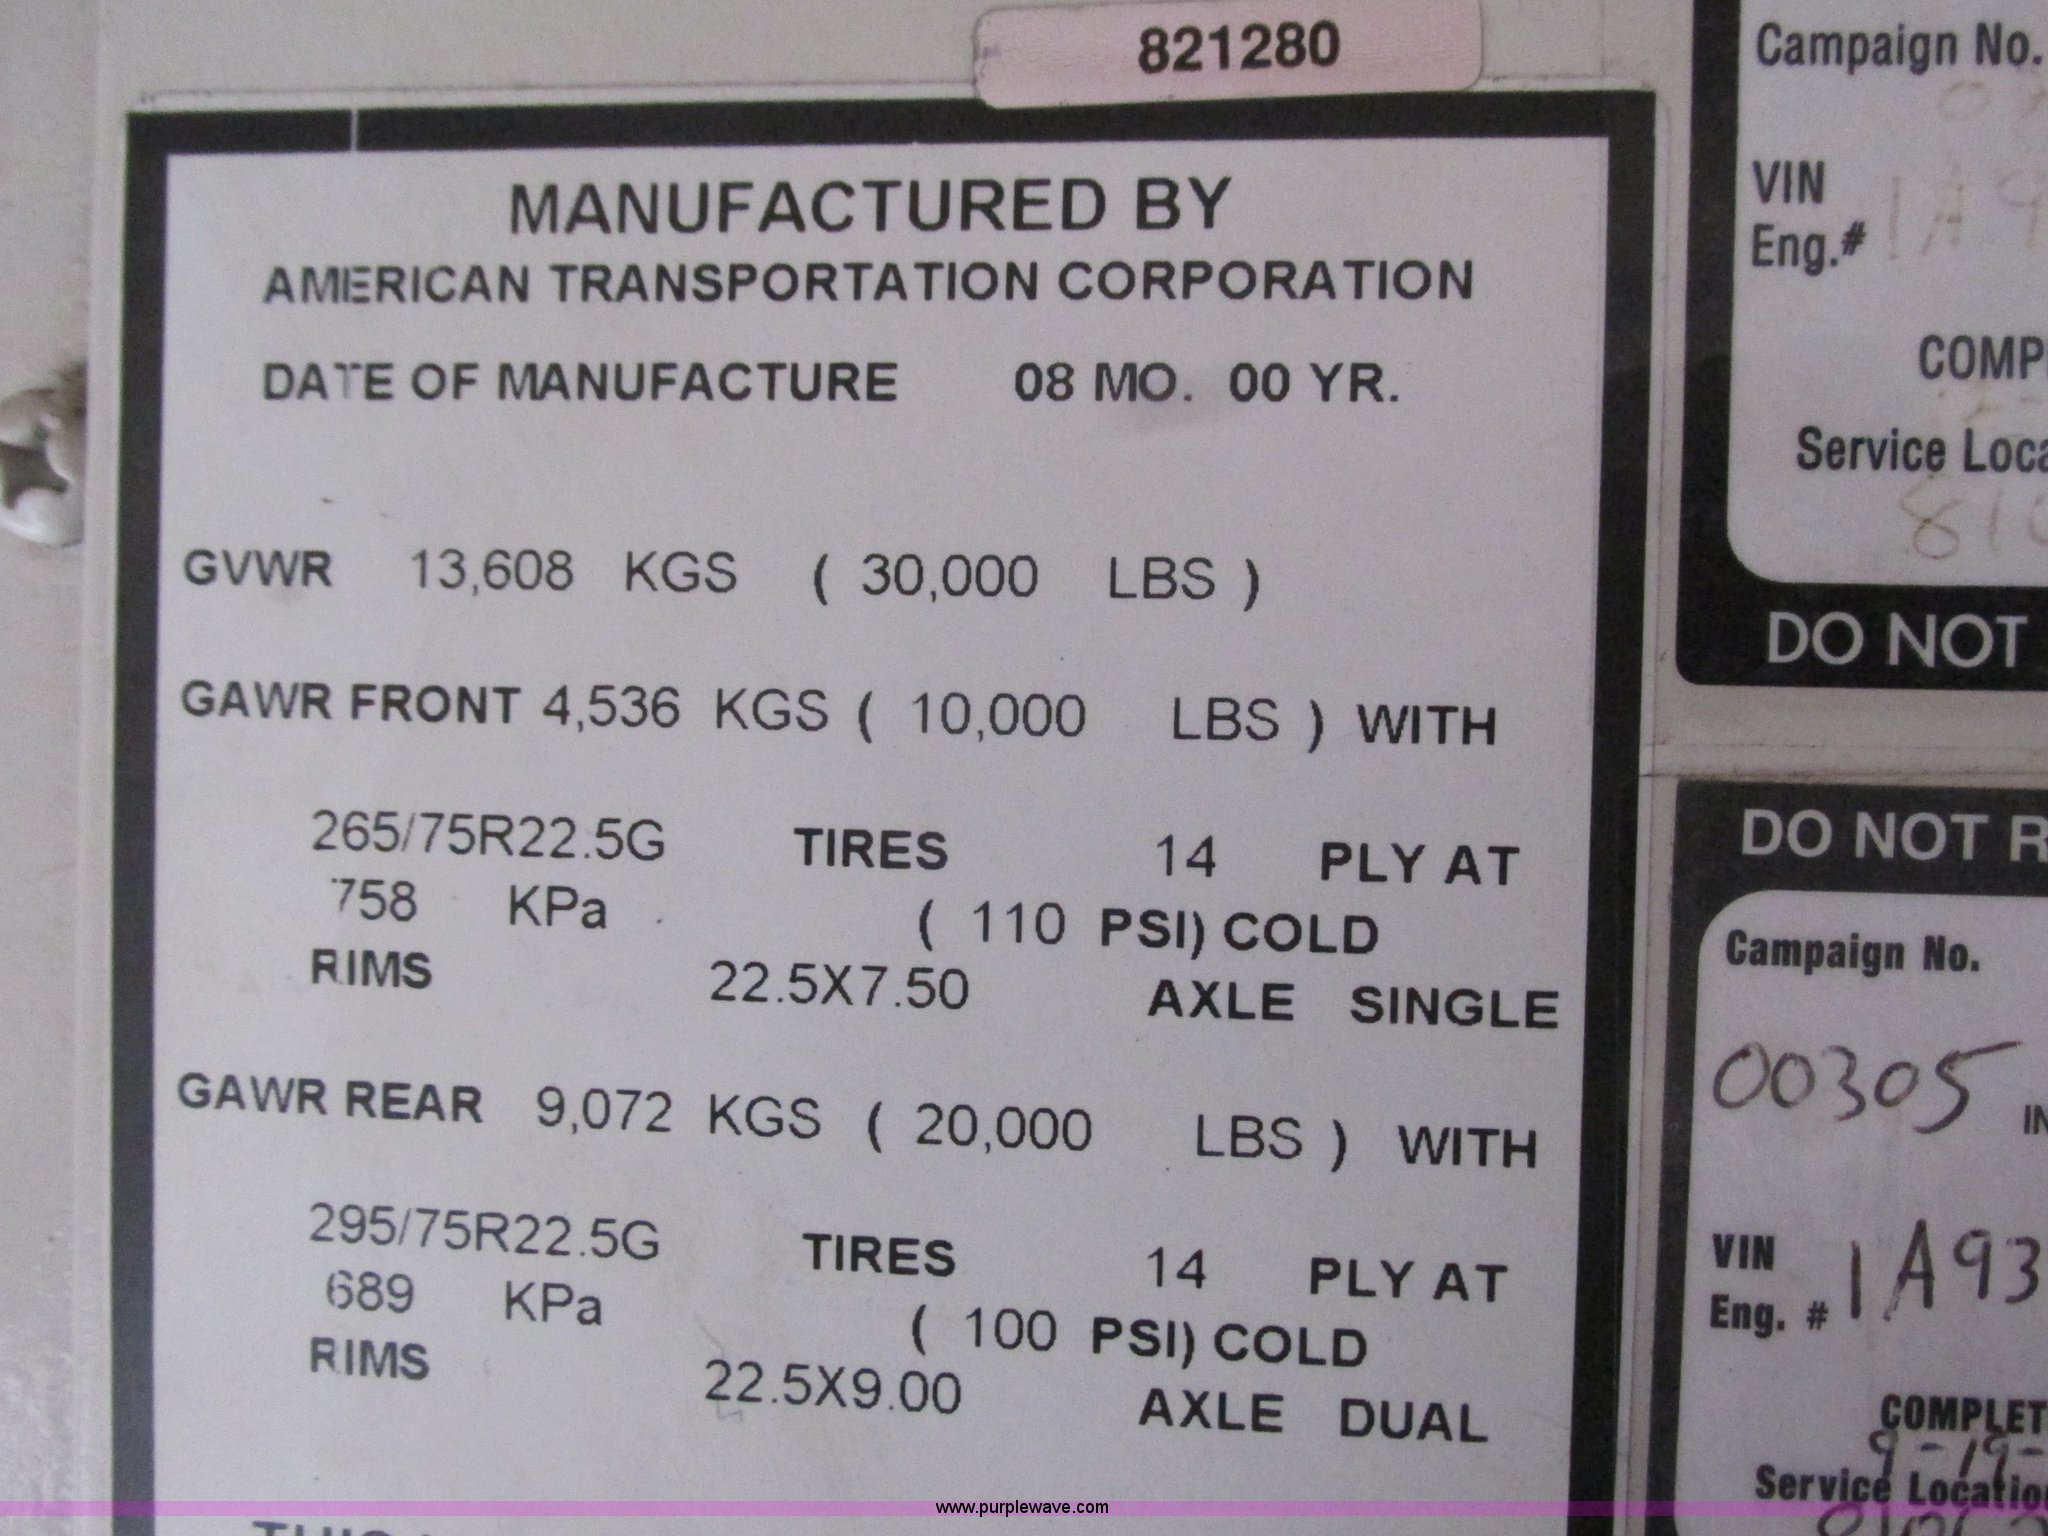 821280
MANUFACTURED BY
AMERICAN TRANSPORTATION CORPORATION
DATE OF MANUFACTURE 08 MO. 00 YR.
GVWR 13,608 KGS ( 30,000 LBS )
GAWR FRONT 4,536 KGS ( 10,000 LBS ) WITH
265/75R22.5G TIRES 14 PLY AT
758 KPa ( 110 PSI) COLD
RIMS 22.5X7.50 AXLE SINGLE
GAWR REAR 9,072 KGS ( 20,000 LBS ) WITH
295/75R22.5G TIRES 14 PLY AT
689 KPa ( 100 PSI) COLD
RIMS 22.5X9.00 AXLE DUAL
Campaign No.
VIN
Eng.# 1A9
Service
810
DO NOT
DO NOT
Campaign No.
00305
VIN
Eng. # 1A93
9-19-
Service
www.purplewave.com